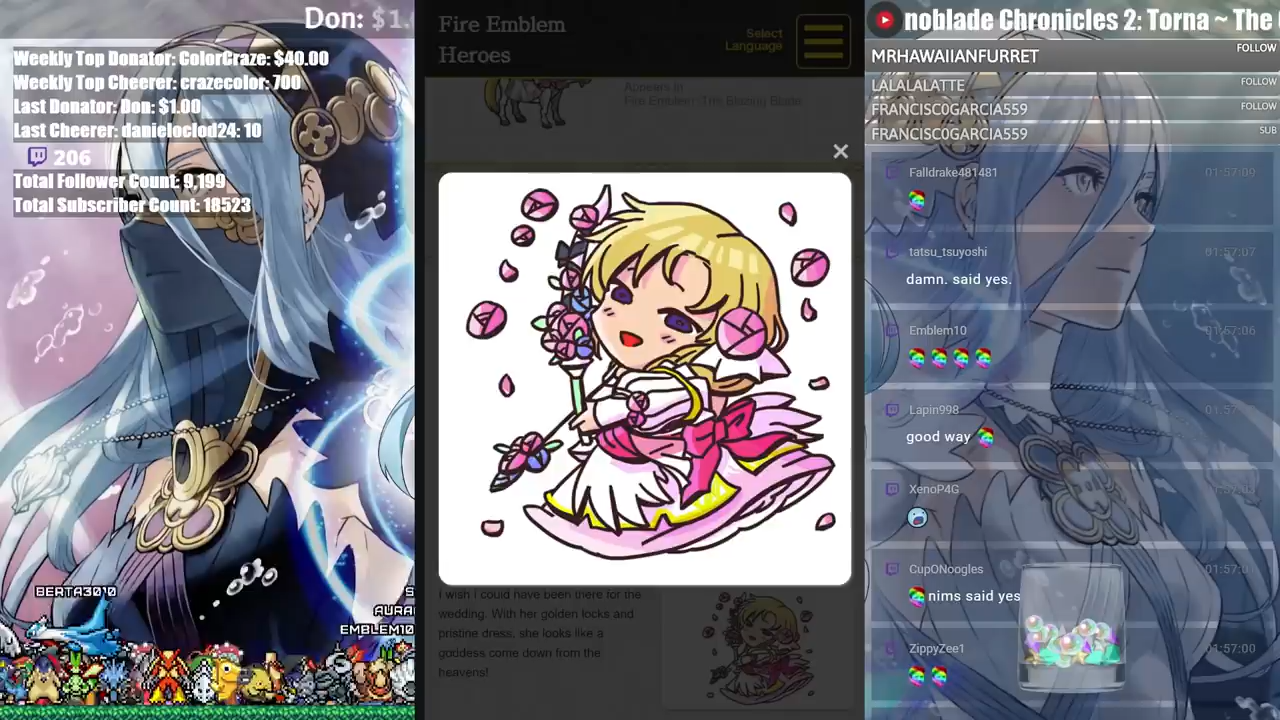 Don: $1.
Weekly Top Donator: ColorCraze: $40.00
Weekly Top Cheerer: crazecolor: 700
Last Donator: Don: $1.00
Last Cheerer: danieloclod24: 10
206
Total Follower Count: 9,199
Total Subscriber Count: 18523
BERTA3010
S
AURA
EMBLEM10
Fire Emblem
Heroes
Select
Language
Appears in
Fire Emblem: The Blazing Blade
I wish I could have been there for the
wedding. With her golden locks and
pristine dress, she looks like a
goddess come down from the
heavens!
noblade Chronicles 2: Torna ~ The
MRHAWAIIANFURRET FOLLOW
LALALALATTE FOLLOW
FRANCISC0GARCIA559 FOLLOW
FRANCISC0GARCIA559 SUB
Falldrake481481 01:57:09
tatsu_tsuyoshi 01:57:07
damn. said yes.
Emblem10 01:57:06
Lapin998
good way
XenoP4G
CupONoogles
nims said yes
ZippyZee1 01:57:00